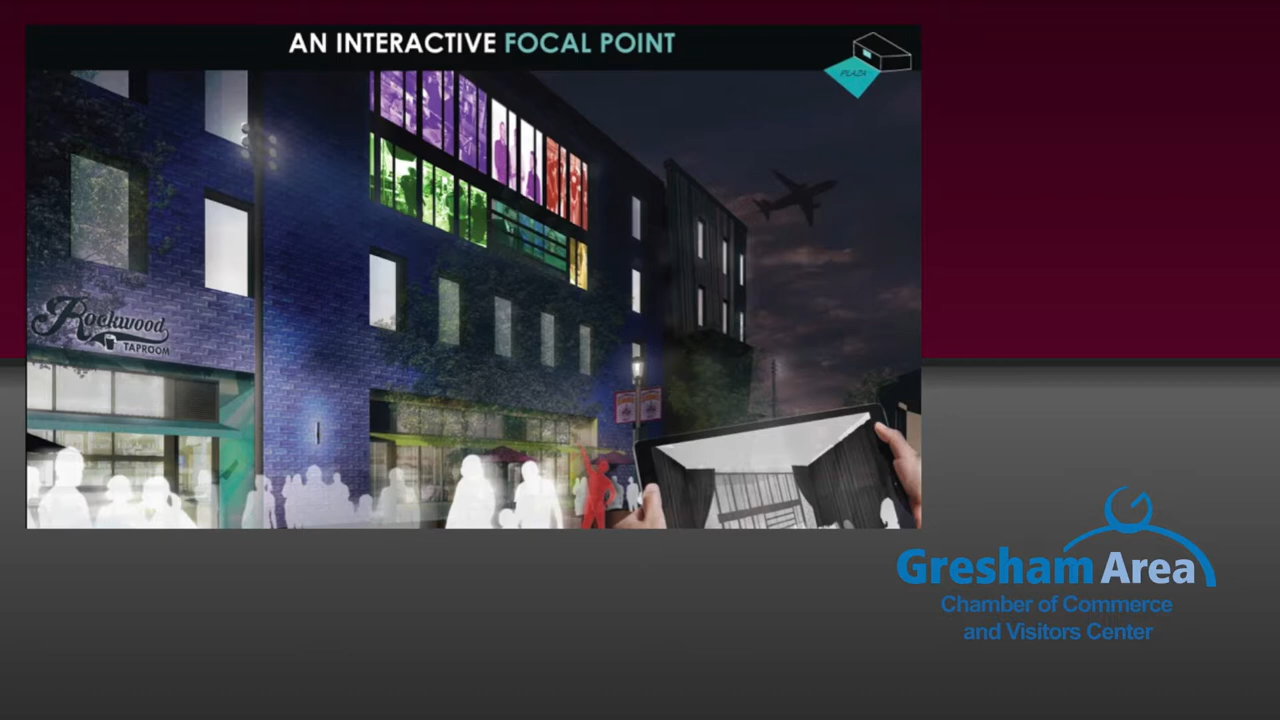 AN INTERACTIVE FOCAL POINT
PLAZA
Rockwood
TAPROOM
Gresham Area
Chamber of Commerce
and Visitors Center